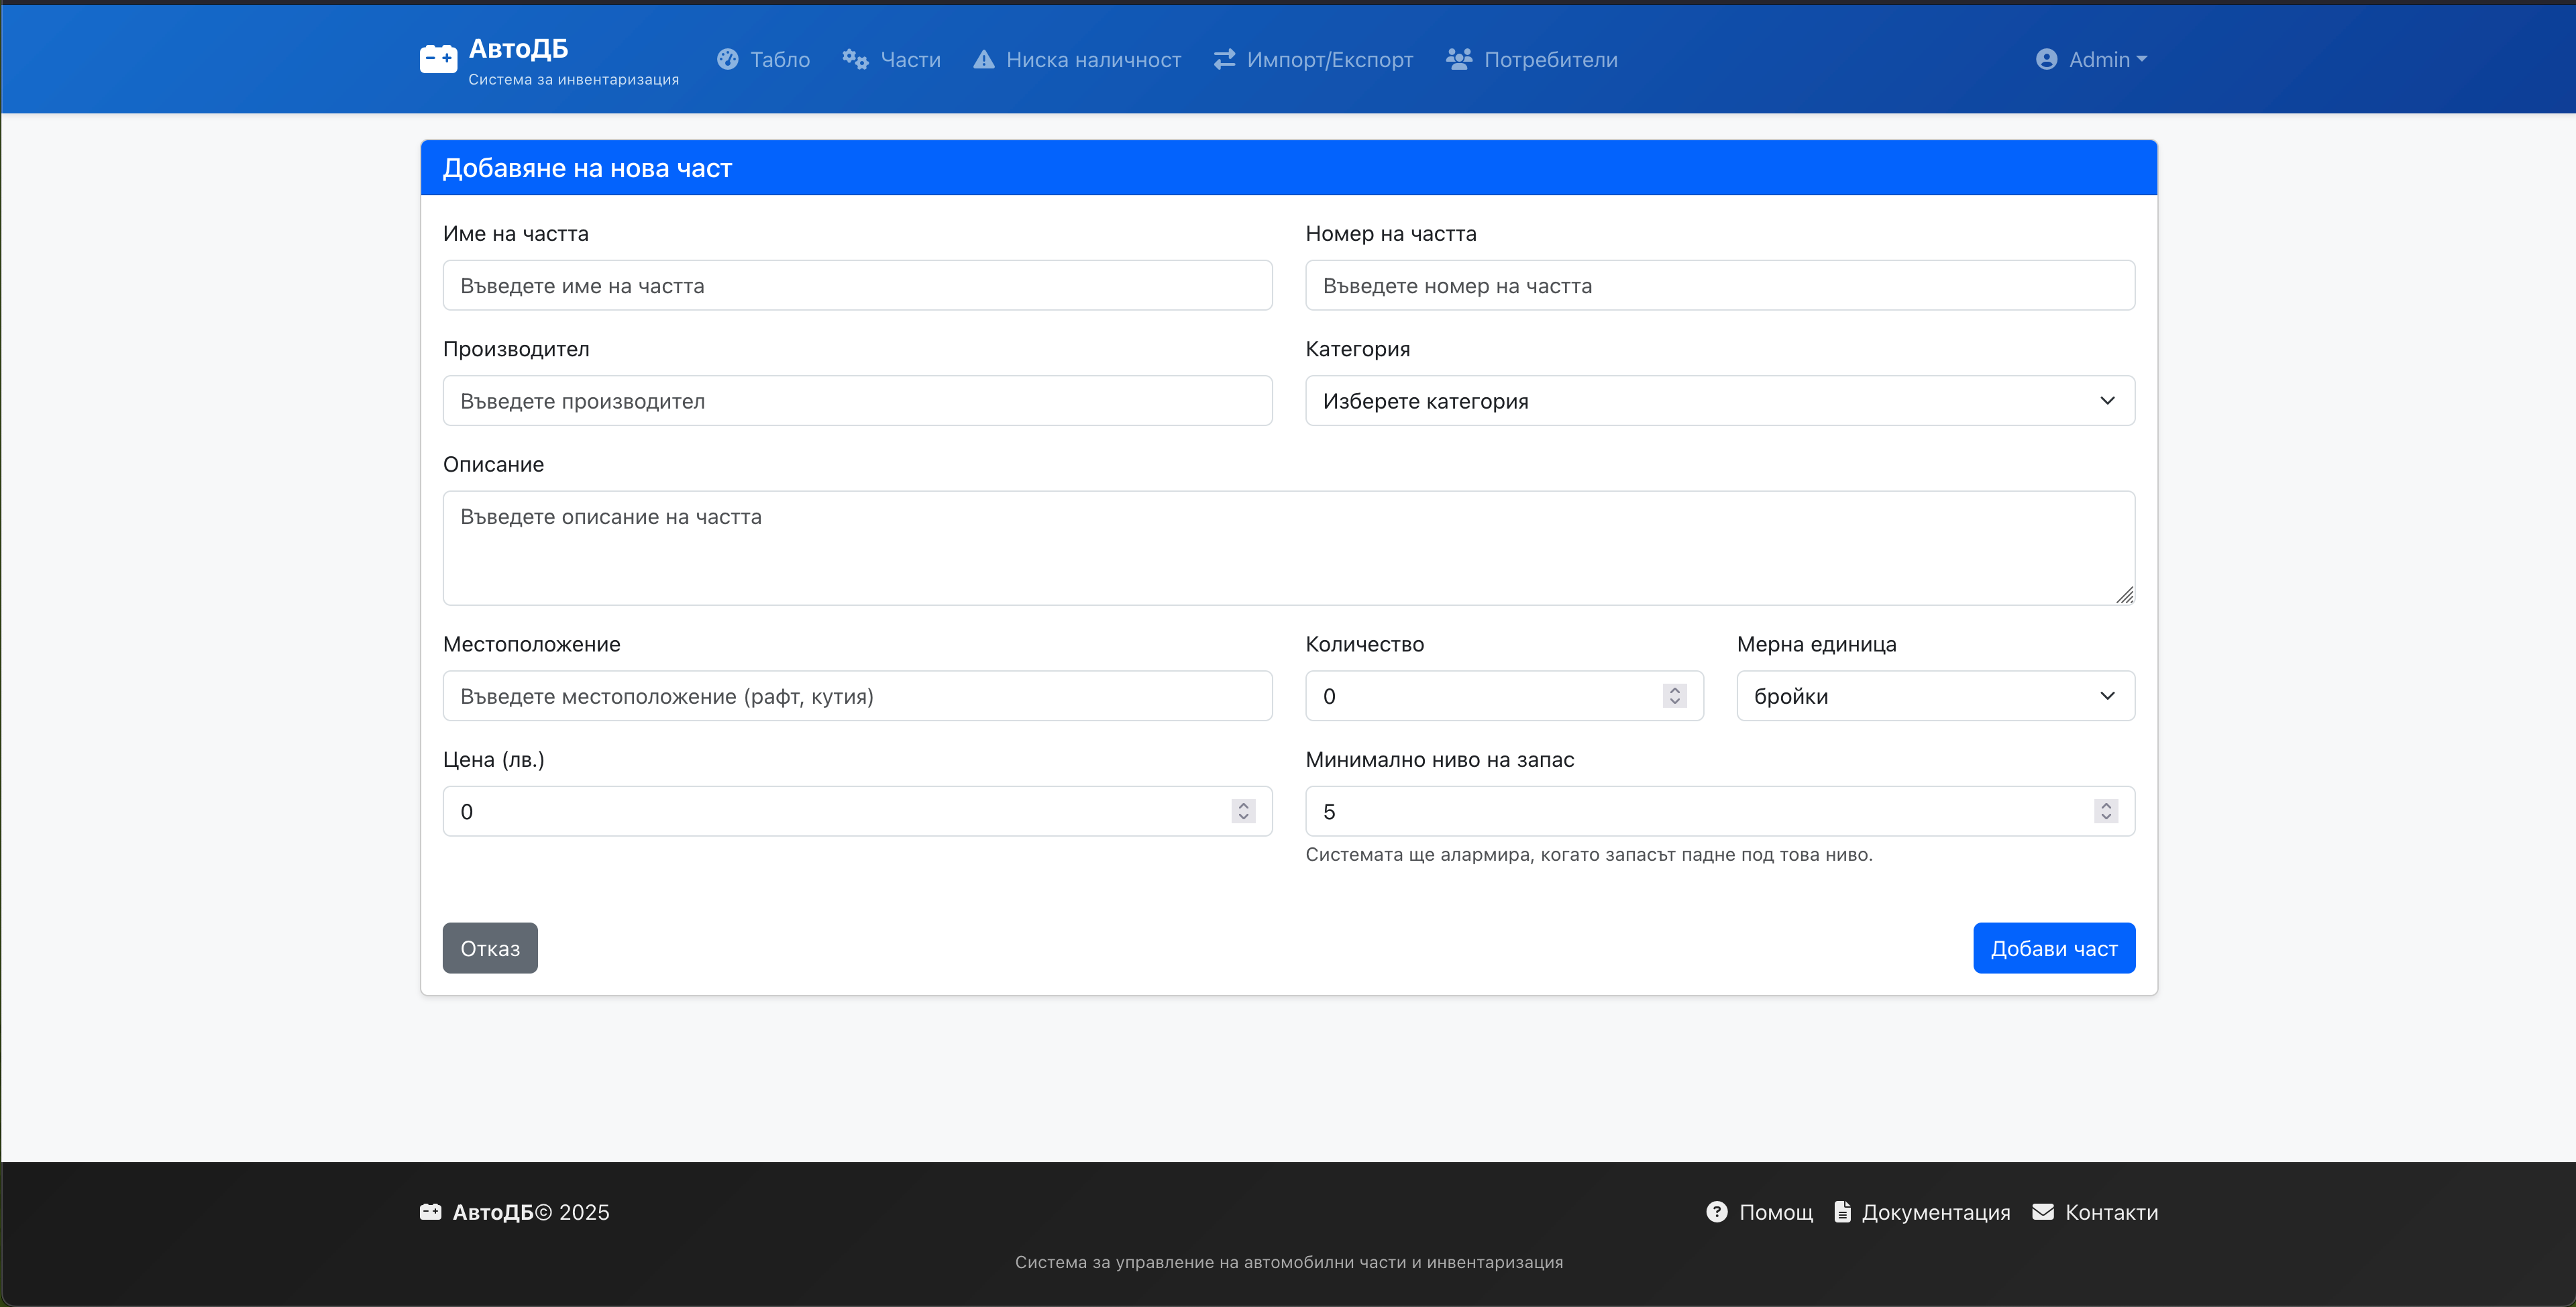 АвтоДБ
Система за инвентаризация
Табло
Части
Ниска наличност
Импорт/Експорт
Потребители
Admin
Добавяне на нова част
Име на частта
Номер на частта
Въведете име на частта
Въведете номер на частта
Производител
Категория
Въведете производител
Изберете категория
Описание
Въведете описание на частта
Местоположение
Количество
Мерна единица
Въведете местоположение (рафт, кутия)
0
бройки
Цена (лв.)
Минимално ниво на запас
0
5
Системата ще алармира, когато запасът падне под това ниво.
Отказ
Добави част
АвтоДБ© 2025
Помощ
Документация
Контакти
Система за управление на автомобилни части и инвентаризация